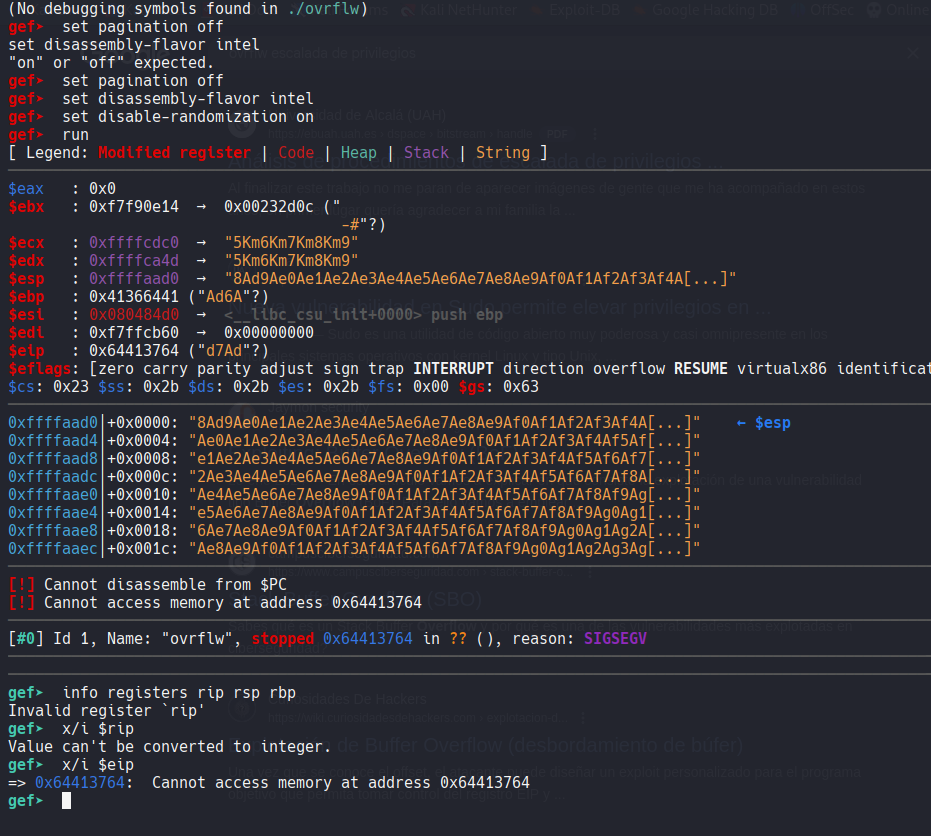 (No debugging symbols found in ./ovrflw)
gef➤  set pagination off
set disassembly-flavor intel
"on" or "off" expected.
gef➤  set pagination off
gef➤  set disassembly-flavor intel
gef➤  set disable-randomization on
gef➤  run
[ Legend: Modified register | Code | Heap | Stack | String ]
$eax   : 0x0
$ebx   : 0xf7f90e14  →  0x00232d0c ("
-#"?)
$ecx   : 0xffffcdc0  →  "5Km6Km7Km8Km9"
$edx   : 0xffffca4d  →  "5Km6Km7Km8Km9"
$esp   : 0xffffaad0  →  "8Ad9Ae0Ae1Ae2Ae3Ae4Ae5Ae6Ae7Ae8Ae9Af0Af1Af2Af3Af4A[...]"
$ebp   : 0x41366441 ("Ad6A"?)
$esi   : 0x080484d0  →  <__libc_csu_init+0000> push ebp
$edi   : 0xf7ffcb60  →  0x00000000
$eip   : 0x64413764 ("d7Ad"?)
$eflags: [zero carry parity adjust sign trap INTERRUPT direction overflow RESUME virtualx86 identificat
$cs: 0x23 $ss: 0x2b $ds: 0x2b $es: 0x2b $fs: 0x00 $gs: 0x63
0xffffaad0│+0x0000: "8Ad9Ae0Ae1Ae2Ae3Ae4Ae5Ae6Ae7Ae8Ae9Af0Af1Af2Af3Af4A[...]"    ← $esp
0xffffaad4│+0x0004: "Ae0Ae1Ae2Ae3Ae4Ae5Ae6Ae7Ae8Ae9Af0Af1Af2Af3Af4Af5Af[...]"
0xffffaad8│+0x0008: "e1Ae2Ae3Ae4Ae5Ae6Ae7Ae8Ae9Af0Af1Af2Af3Af4Af5Af6Af7[...]"
0xffffaadc│+0x000c: "2Ae3Ae4Ae5Ae6Ae7Ae8Ae9Af0Af1Af2Af3Af4Af5Af6Af7Af8A[...]"
0xffffaae0│+0x0010: "Ae4Ae5Ae6Ae7Ae8Ae9Af0Af1Af2Af3Af4Af5Af6Af7Af8Af9Ag[...]"
0xffffaae4│+0x0014: "e5Ae6Ae7Ae8Ae9Af0Af1Af2Af3Af4Af5Af6Af7Af8Af9Ag0Ag1[...]"
0xffffaae8│+0x0018: "6Ae7Ae8Ae9Af0Af1Af2Af3Af4Af5Af6Af7Af8Af9Ag0Ag1Ag2A[...]"
0xffffaaec│+0x001c: "Ae8Ae9Af0Af1Af2Af3Af4Af5Af6Af7Af8Af9Ag0Ag1Ag2Ag3Ag[...]"
[!] Cannot disassemble from $PC
[!] Cannot access memory at address 0x64413764
[#0] Id 1, Name: "ovrflw", stopped 0x64413764 in ?? (), reason: SIGSEGV
gef➤  info registers rip rsp rbp
Invalid register `rip'
gef➤  x/i $rip
Value can't be converted to integer.
gef➤  x/i $eip
=> 0x64413764:  Cannot access memory at address 0x64413764
gef➤